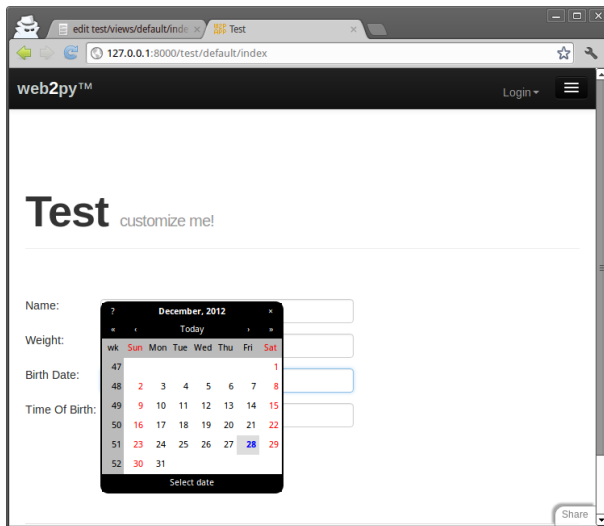 edit test/views/default/inde × Test ×
127.0.0.1:8000/test/default/index
web2py™ Login
Test customize me!
Name:
Weight:
Birth Date:
Time Of Birth:
? December, 2012 ×
« ‹ Today › »
wk Sun Mon Tue Wed Thu Fri Sat
47 1
48 2 3 4 5 6 7 8
49 9 10 11 12 13 14 15
50 16 17 18 19 20 21 22
51 23 24 25 26 27 28 29
52 30 31
Select date
Share